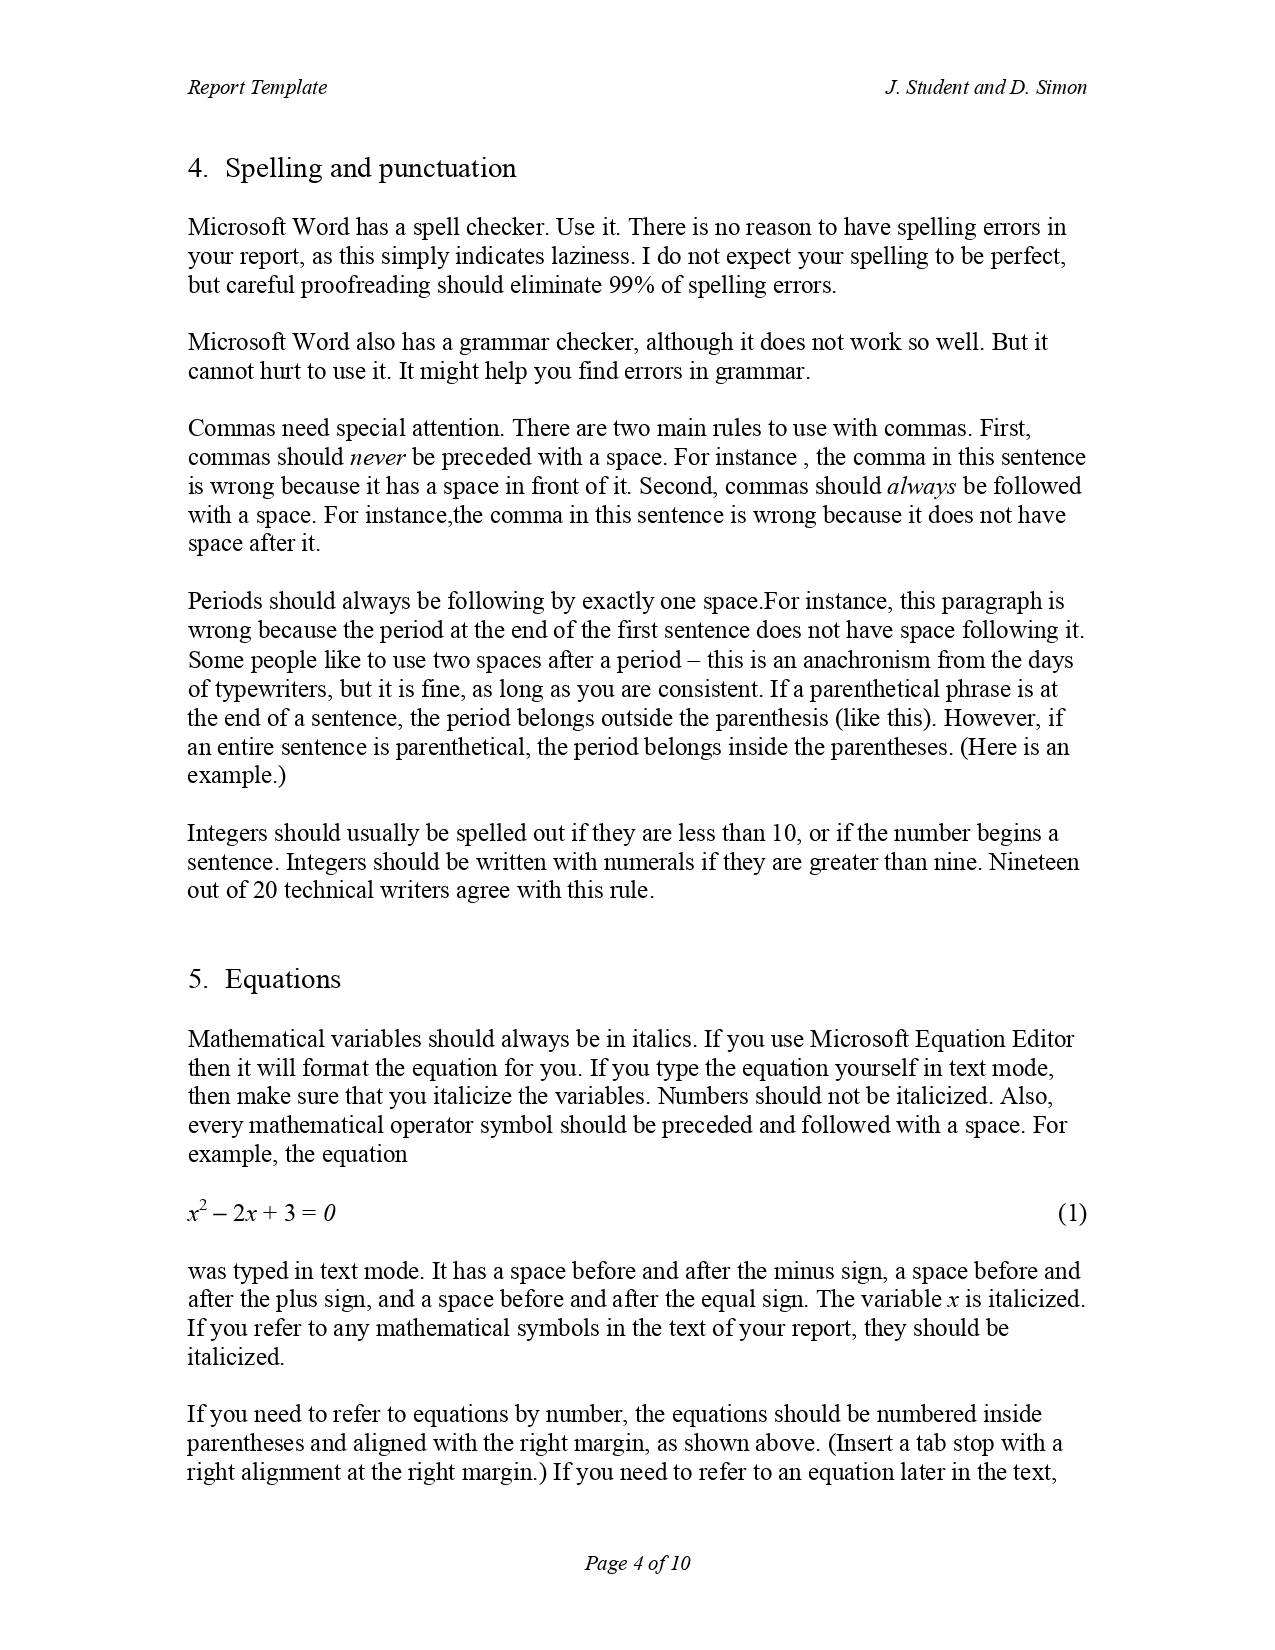 Report Template J. Student and D. Simon
4. Spelling and punctuation
Microsoft Word has a spell checker. Use it. There is no reason to have spelling errors in
your report, as this simply indicates laziness. I do not expect your spelling to be perfect,
but careful proofreading should eliminate 99% of spelling errors.
Microsoft Word also has a grammar checker, although it does not work so well. But it
cannot hurt to use it. It might help you find errors in grammar.
Commas need special attention. There are two main rules to use with commas. First,
commas should never be preceded with a space. For instance , the comma in this sentence
is wrong because it has a space in front of it. Second, commas should always be followed
with a space. For instance,the comma in this sentence is wrong because it does not have
space after it.
Periods should always be following by exactly one space.For instance, this paragraph is
wrong because the period at the end of the first sentence does not have space following it.
Some people like to use two spaces after a period – this is an anachronism from the days
of typewriters, but it is fine, as long as you are consistent. If a parenthetical phrase is at
the end of a sentence, the period belongs outside the parenthesis (like this). However, if
an entire sentence is parenthetical, the period belongs inside the parentheses. (Here is an
example.)
Integers should usually be spelled out if they are less than 10, or if the number begins a
sentence. Integers should be written with numerals if they are greater than nine. Nineteen
out of 20 technical writers agree with this rule.
5. Equations
Mathematical variables should always be in italics. If you use Microsoft Equation Editor
then it will format the equation for you. If you type the equation yourself in text mode,
then make sure that you italicize the variables. Numbers should not be italicized. Also,
every mathematical operator symbol should be preceded and followed with a space. For
example, the equation
x² – 2x + 3 = 0 (1)
was typed in text mode. It has a space before and after the minus sign, a space before and
after the plus sign, and a space before and after the equal sign. The variable x is italicized.
If you refer to any mathematical symbols in the text of your report, they should be
italicized.
If you need to refer to equations by number, the equations should be numbered inside
parentheses and aligned with the right margin, as shown above. (Insert a tab stop with a
right alignment at the right margin.) If you need to refer to an equation later in the text,
Page 4 of 10